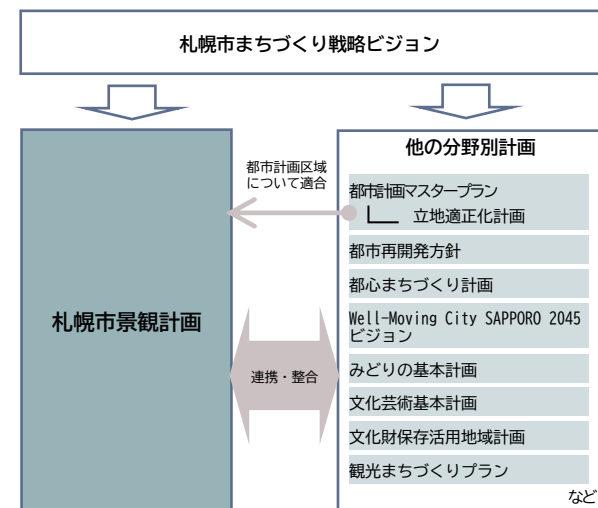 札幌市まちづくり戦略ビジョン
他の分野別計画
都市計画区域
について適合
都市計画マスタープラン
立地適正化計画
都市再開発方針
都心まちづくり計画
札幌市景観計画
Well-Moving City SAPPORO 2045
ビジョン
連携・整合
みどりの基本計画
文化芸術基本計画
文化財保存活用地域計画
観光まちづくりプラン
など